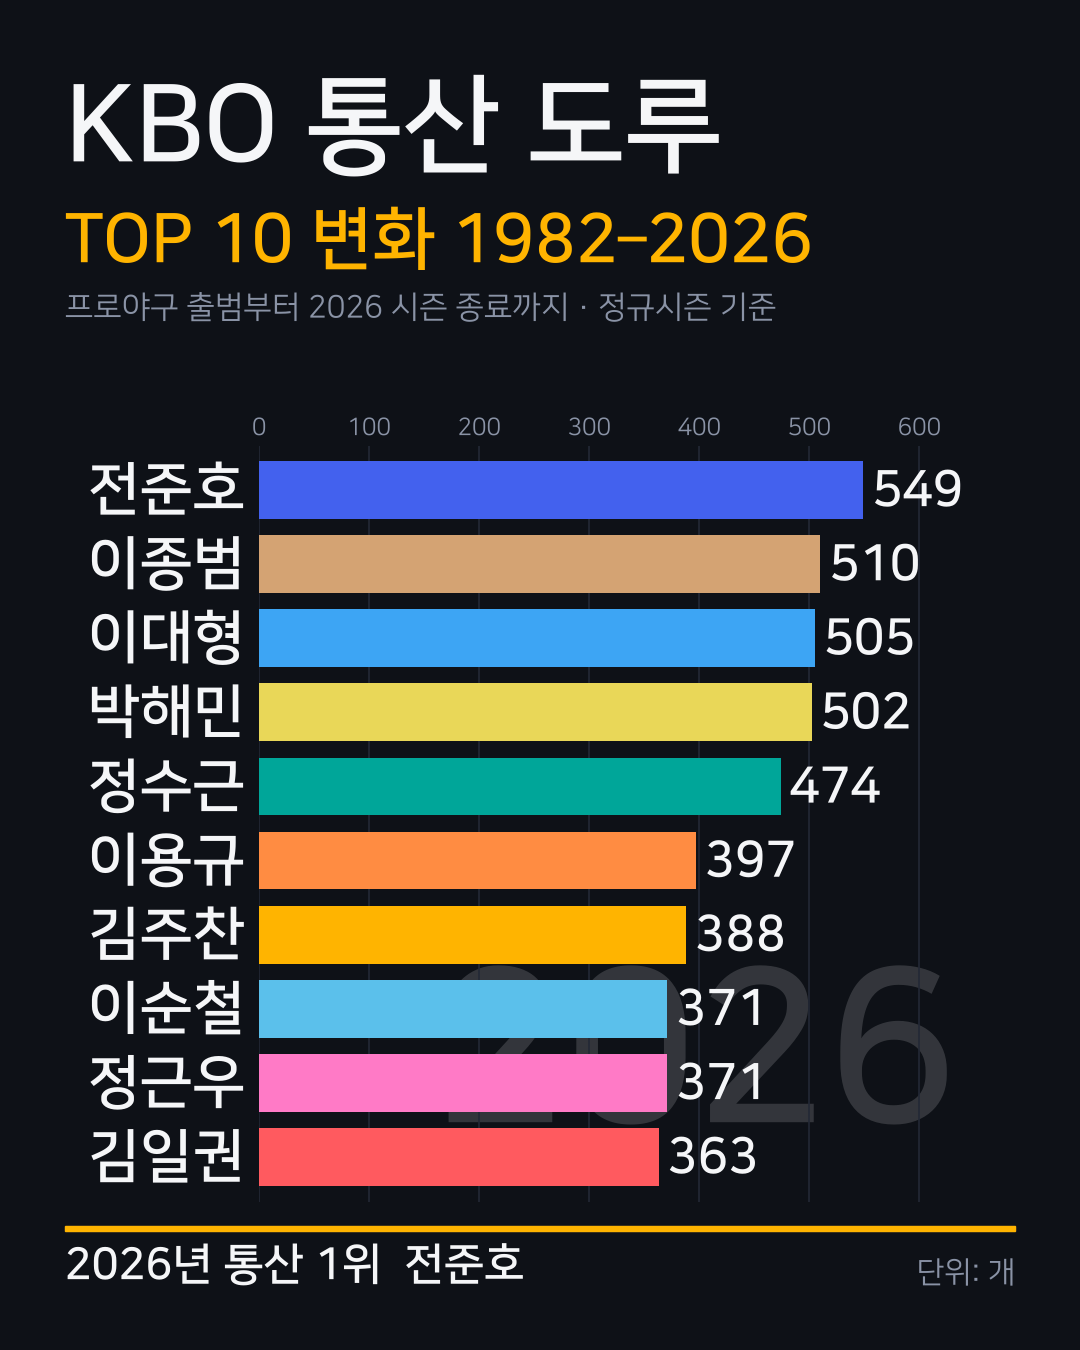 KBO 통산 도루
TOP 10 변화 1982–2026
프로야구 출범부터 2026 시즌 종료까지 · 정규시즌 기준
0 100 200 300 400 500 600
전준호 549
이종범 510
이대형 505
박해민 502
정수근 474
이용규 397
김주찬 388
이순철 371
정근우 371
김일권 363
2026
2026년 통산 1위 전준호
단위: 개